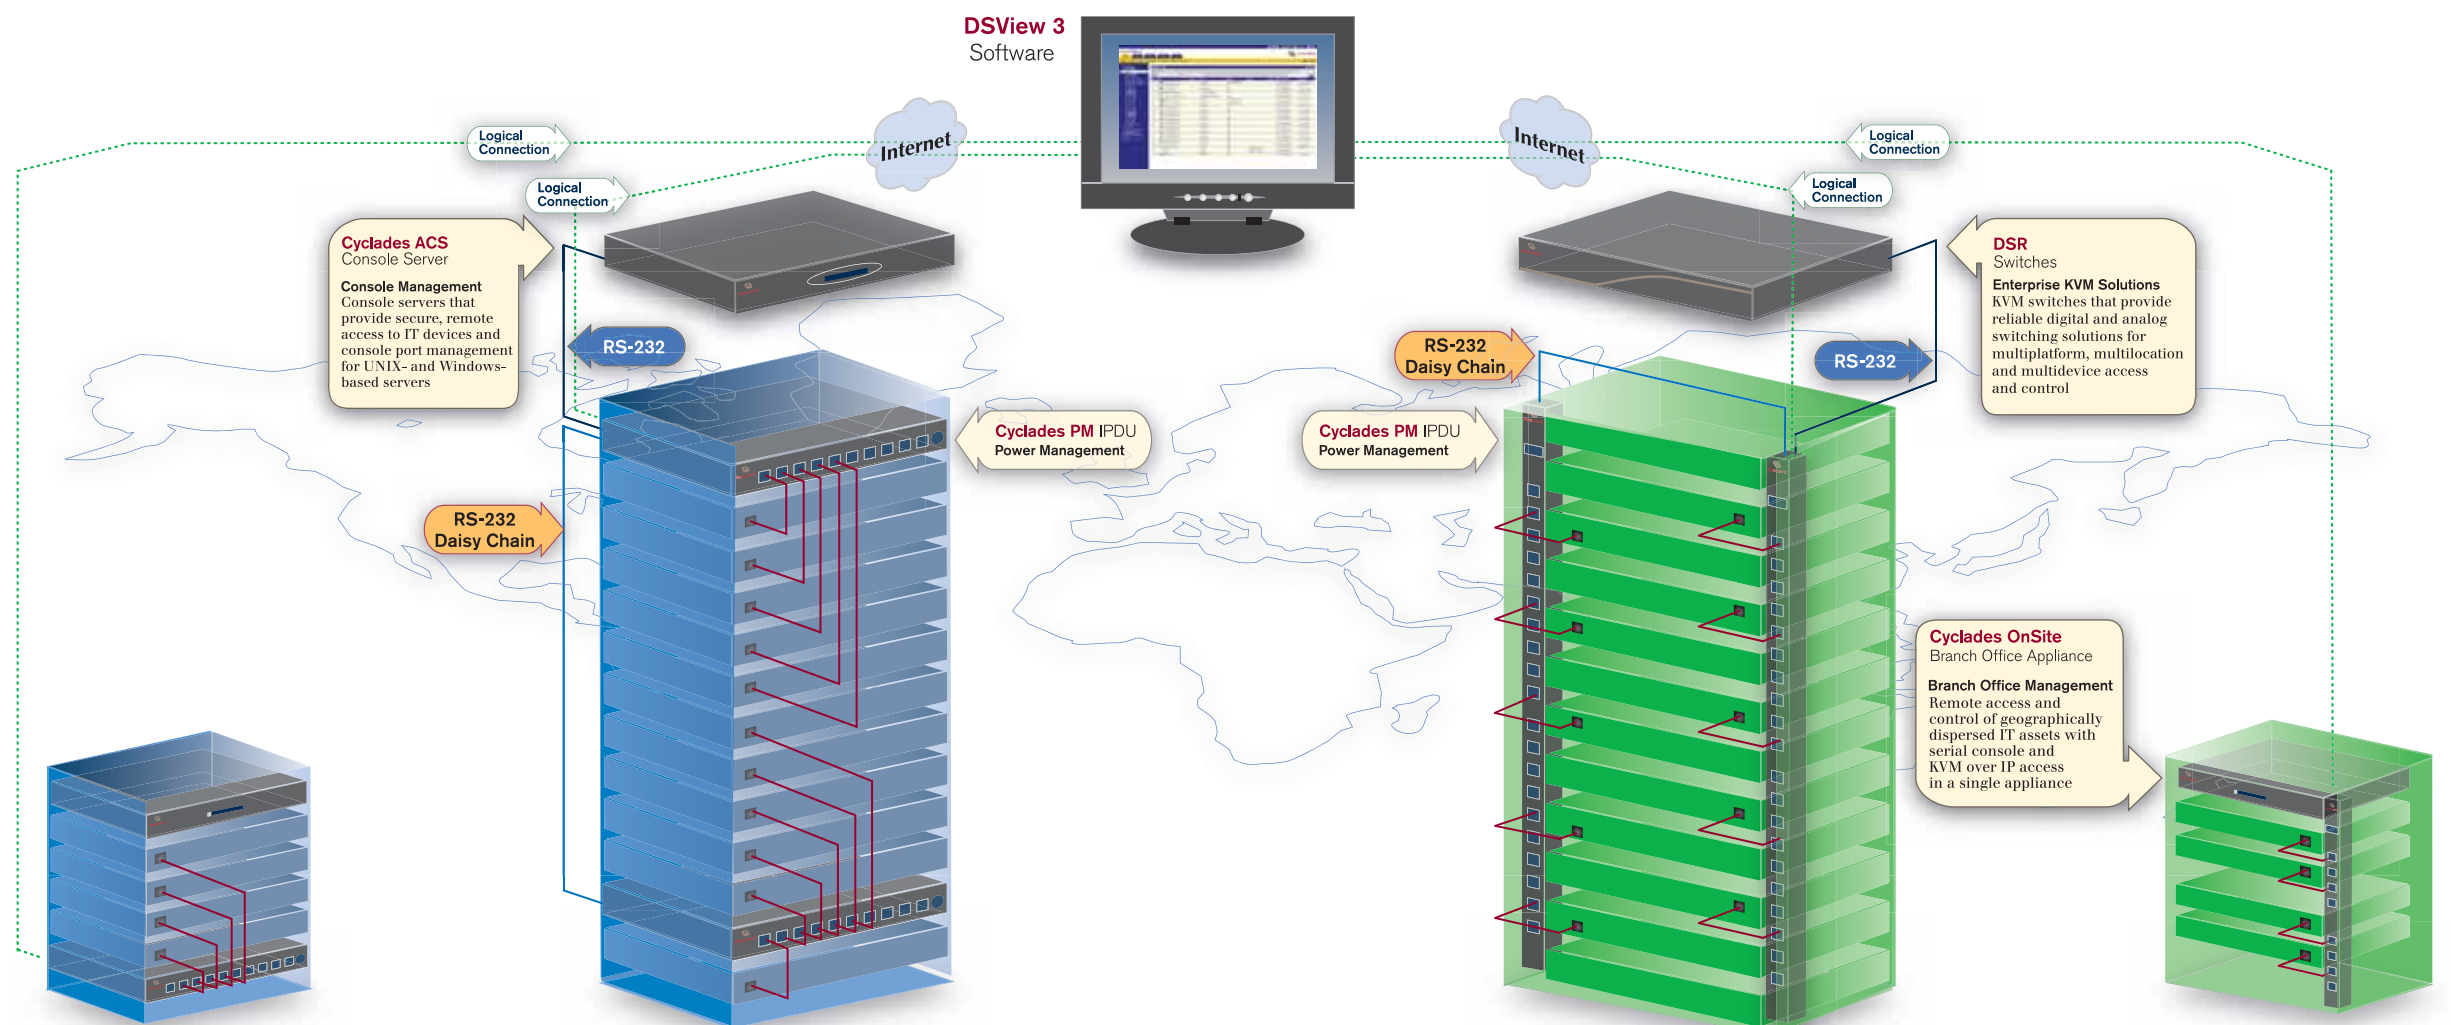 DSView 3
Software
Internet
Internet
Logical
Connection
Logical
Connection
Logical
Connection
Logical
Connection
Cyclades ACS
Console Server
Console Management
Console servers that
provide secure, remote
access to IT devices and
console port management
for UNIX- and Windows-
based servers
RS-232
DSR
Switches
Enterprise KVM Solutions
KVM switches that provide
reliable digital and analog
switching solutions for
multiplatform, multilocation
and multidevice access
and control
RS-232
Daisy Chain
RS-232
Cyclades PM IPDU
Power Management
Cyclades PM IPDU
Power Management
RS-232
Daisy Chain
Cyclades OnSite
Branch Office Appliance
Branch Office Management
Remote access and
control of geographically
dispersed IT assets with
serial console and
KVM over IP access
in a single appliance